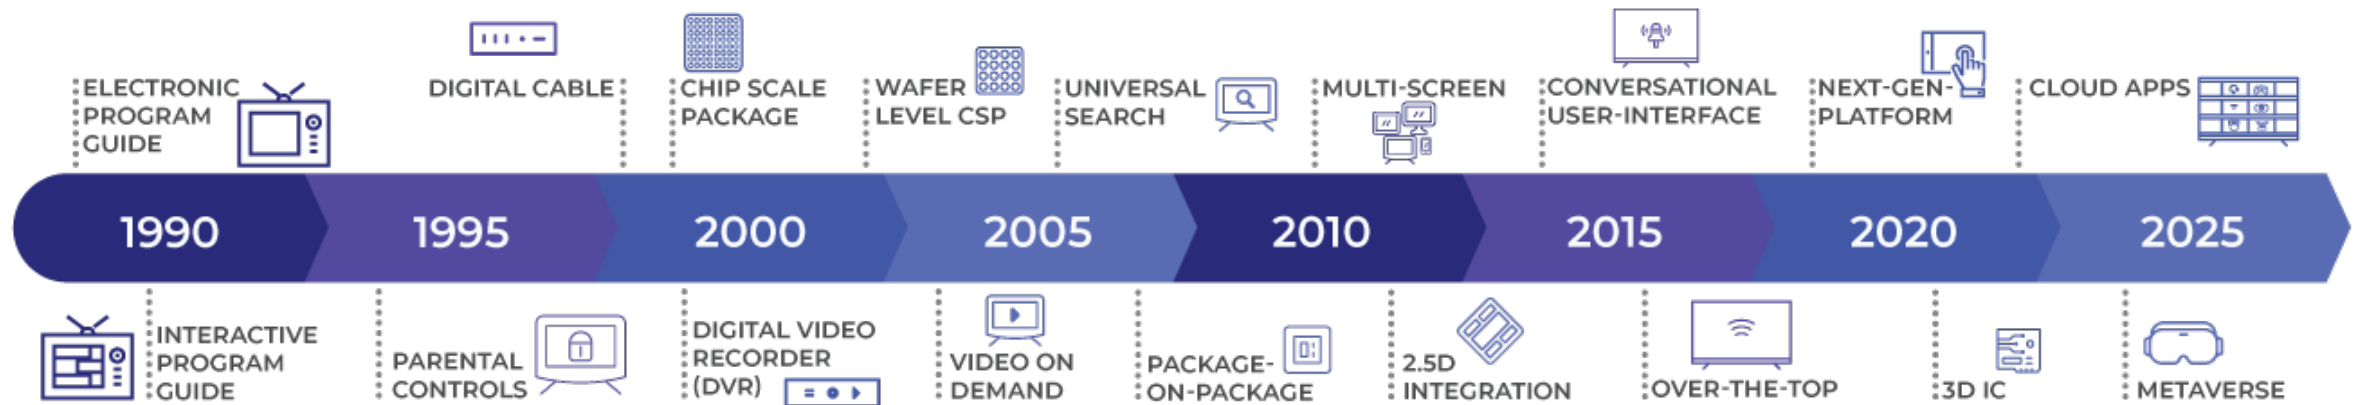 ELECTRONIC
PROGRAM
GUIDE
DIGITAL CABLE
CHIP SCALE
PACKAGE
WAFER
LEVEL CSP
UNIVERSAL
SEARCH
MULTI-SCREEN
CONVERSATIONAL
USER-INTERFACE
NEXT-GEN-
PLATFORM
CLOUD APPS
1990
1995
2000
2005
2010
2015
2020
2025
INTERACTIVE
PROGRAM
GUIDE
PARENTAL
CONTROLS
DIGITAL VIDEO
RECORDER
(DVR)
VIDEO ON
DEMAND
PACKAGE-
ON-PACKAGE
2.5D
INTEGRATION
OVER-THE-TOP
3D IC
METAVERSE